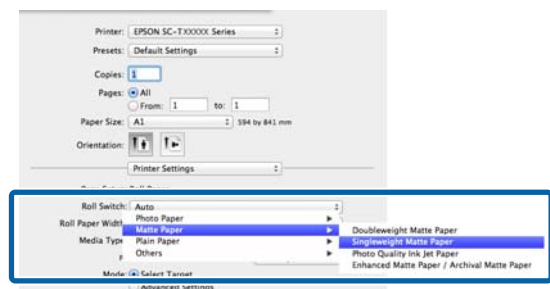 Printer: EPSON SC-TXXXXX Series
Presets: Default Settings
Copies: 1
Pages: All
From: 1 to: 1
Paper Size: A1 594 by 841 mm
Orientation:
Printer Settings
Roll Switch: Auto
Photo Paper
Roll Paper Width
Matte Paper
Doubleweight Matte Paper
Media Type
Plain Paper
Singleweight Matte Paper
Others
Photo Quality Ink Jet Paper
Enhanced Matte Paper / Archival Matte Paper
Mode: Select Target
Advanced Settings